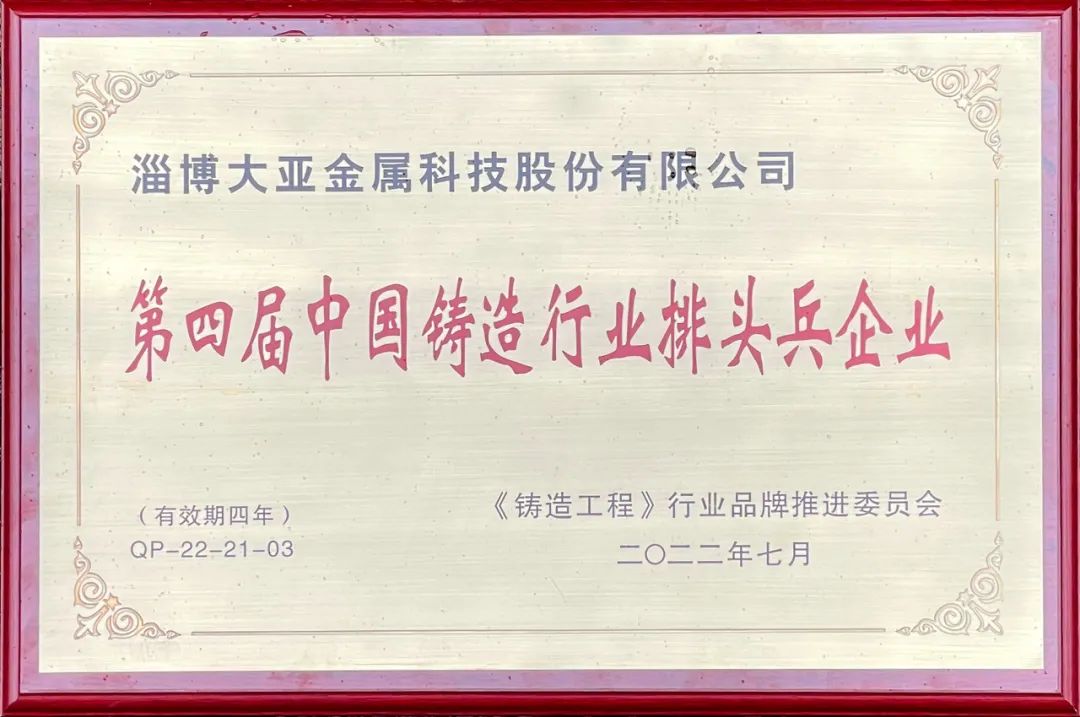 淄博大亚金属科技股份有限公司
第四届中国铸造行业排头兵企业
（有效期四年）
QP-22-21-03
《铸造工程》行业品牌推进委员会
二〇二二年七月